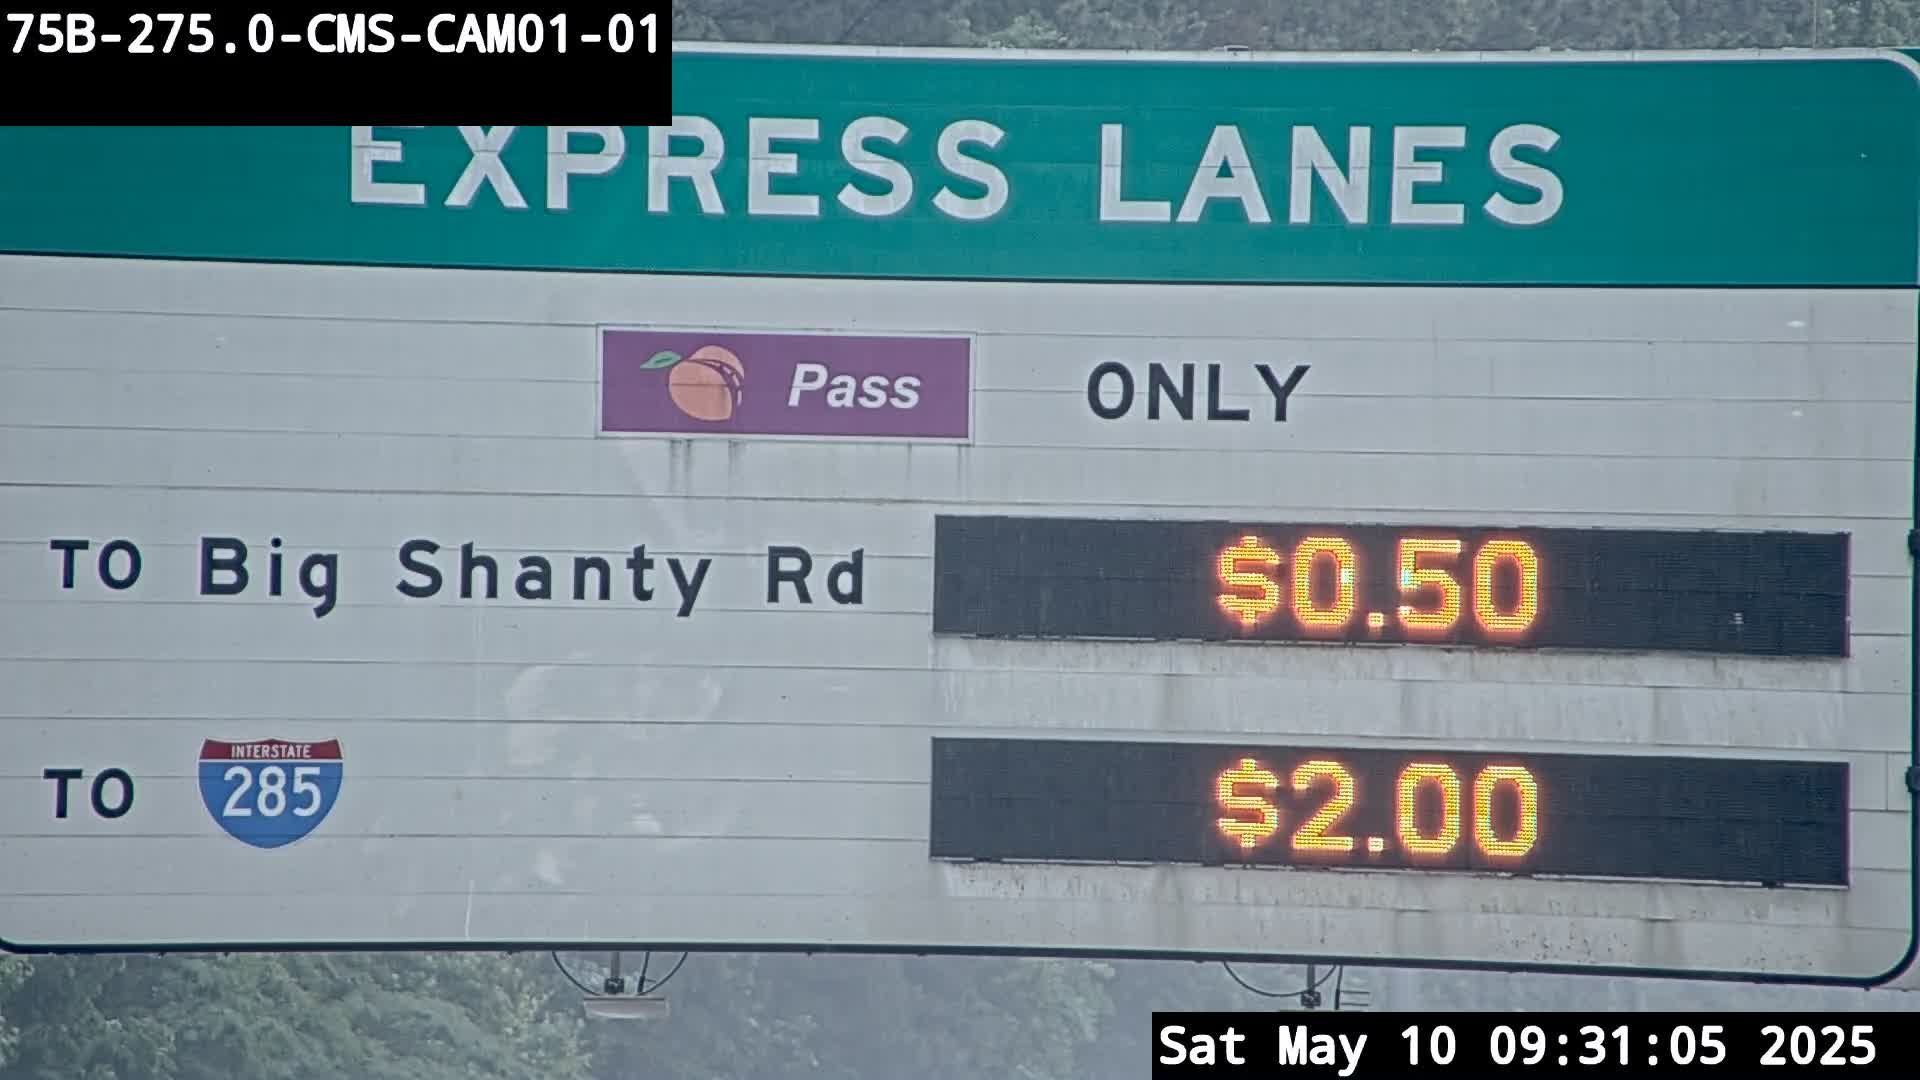 75B-275.0-CMS-CAM01-01
EXPRESS LANES
Pass ONLY
TO Big Shanty Rd $0.50
TO INTERSTATE 285 $2.00
Sat May 10 09:31:05 2025